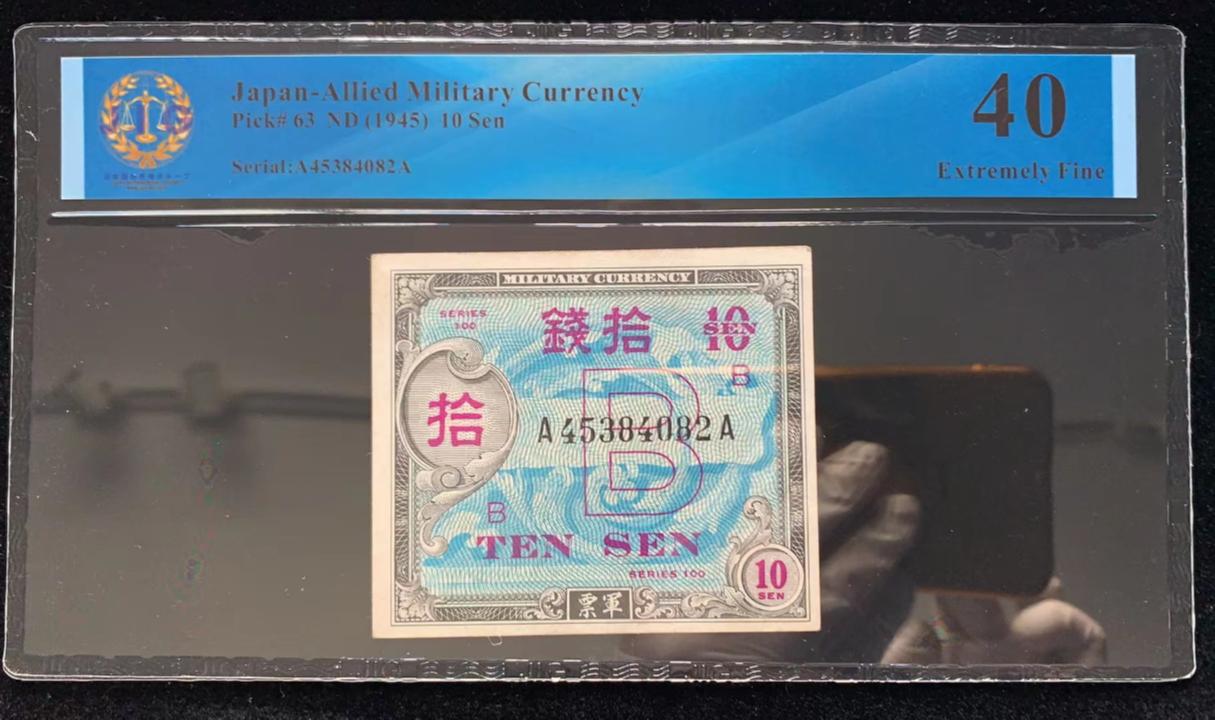 Japan-Allied Military Currency
Pick# 63 ND (1945) 10 Sen
Serial:A45384082A
40
Extremely Fine
MILITARY CURRENCY
SERIES
100
錢拾
10
SEN
B
拾
A45384082A
B
B
TEN SEN
SERIES 100
10
SEN
票軍